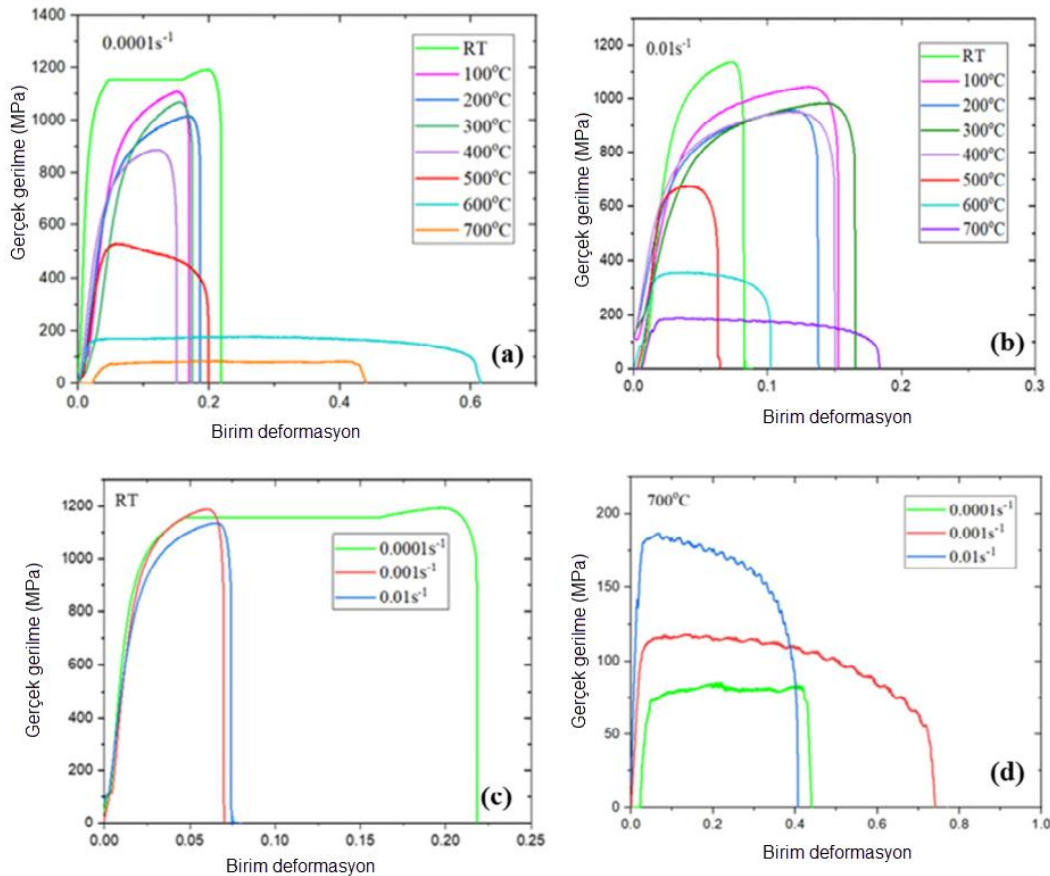 Gerçek gerilme (MPa)
1400
1200
1000
800
600
400
200
0
0.0001s⁻¹
RT
100°C
200°C
300°C
400°C
500°C
600°C
700°C
(a)
0.0 0.2 0.4 0.6
Birim deformasyon
Gerçek gerilme (MPa)
1200
1000
800
600
400
200
0
0.01s⁻¹
RT
100°C
200°C
300°C
400°C
500°C
600°C
700°C
(b)
0.0 0.1 0.2 0.3
Birim deformasyon
Gerçek gerilme (MPa)
1200
1000
800
600
400
200
0
RT
0.0001s⁻¹
0.001s⁻¹
0.01s⁻¹
(c)
0.00 0.05 0.10 0.15 0.20 0.25
Birim deformasyon
Gerçek gerilme (MPa)
200
175
150
125
100
75
50
25
0
700°C
0.0001s⁻¹
0.001s⁻¹
0.01s⁻¹
(d)
0.0 0.2 0.4 0.6 0.8 1.0
Birim deformasyon